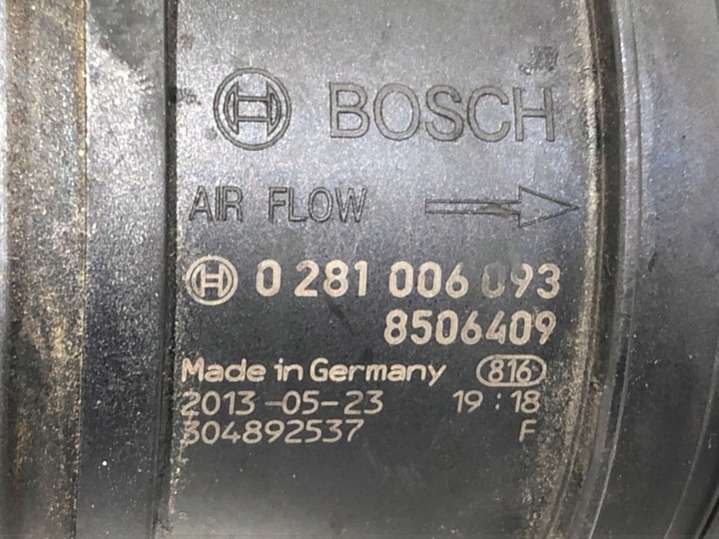 BOSCH
AIR FLOW
0 281 006 093
8506409
Made in Germany 816
2013-05-23 19:18
304892537 F